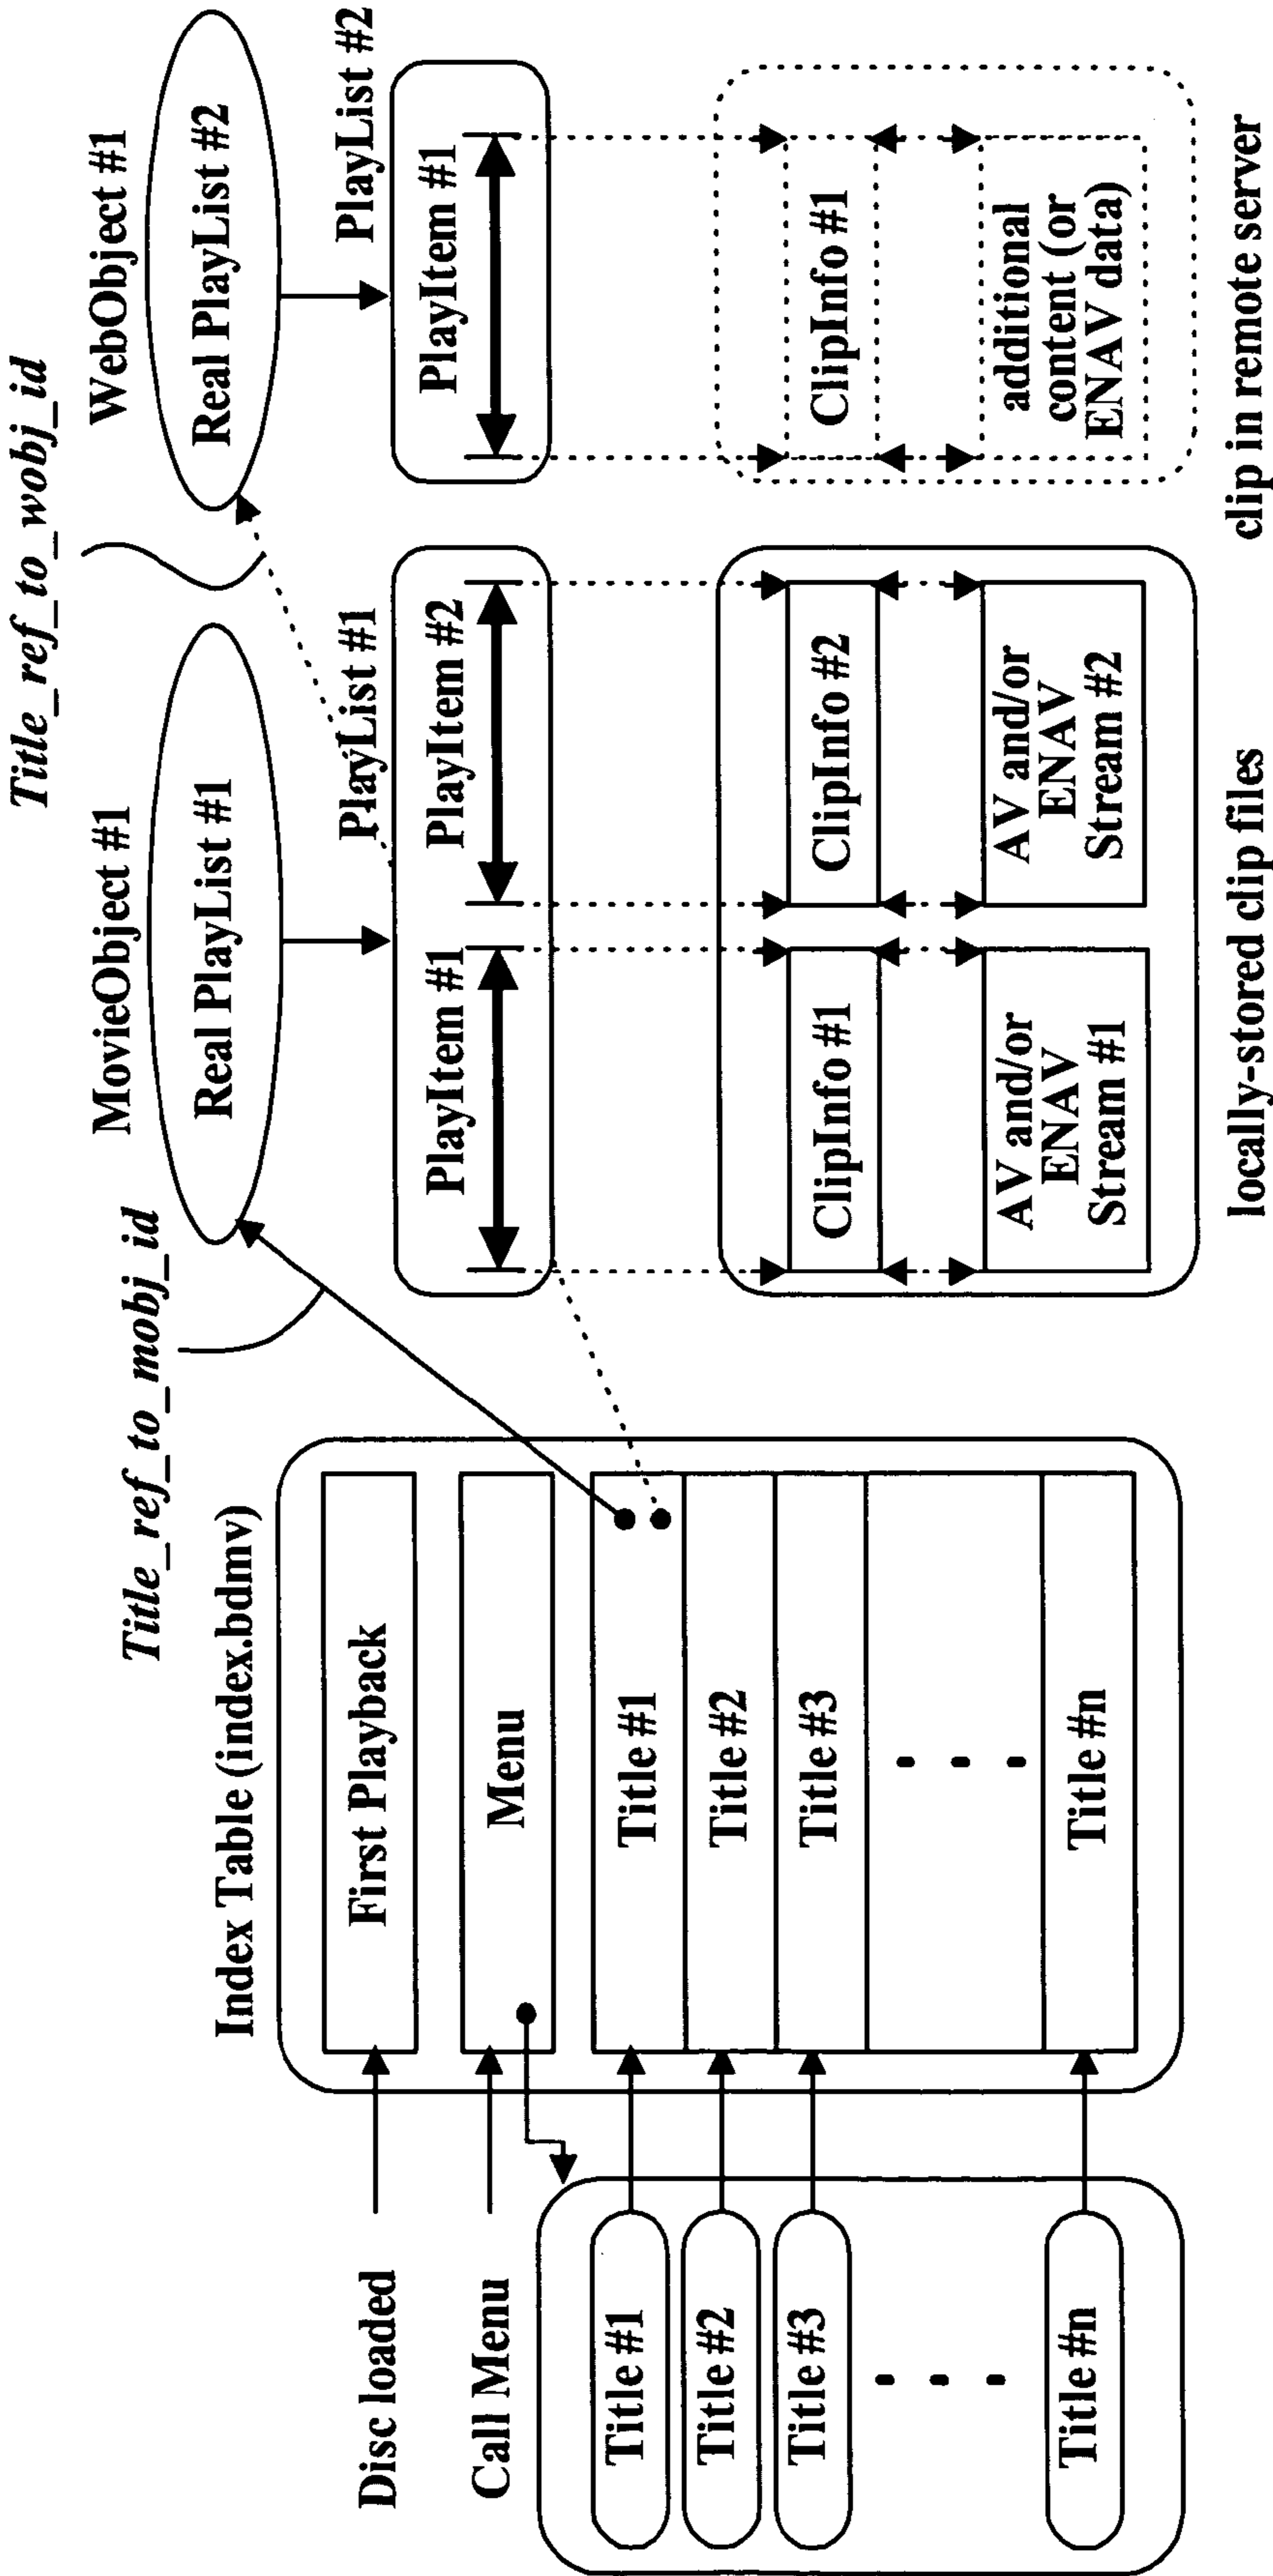 Disc loaded
Call Menu
Title #1
Title #2
Title #3
Title #n
Index Table (index.bdmv)
First Playback
Menu
Title #1
Title #2
Title #3
Title #n
Title_ref_to_mobj_id
MovieObject #1
Real PlayList #1
PlayList #1
PlayItem #1
PlayItem #2
ClipInfo #1
ClipInfo #2
AV and/or
ENAV
Stream #1
AV and/or
ENAV
Stream #2
locally-stored clip files
Title_ref_to_wobj_id
WebObject #1
Real PlayList #2
PlayList #2
PlayItem #1
ClipInfo #1
additional
content (or
ENAV data)
clip in remote server